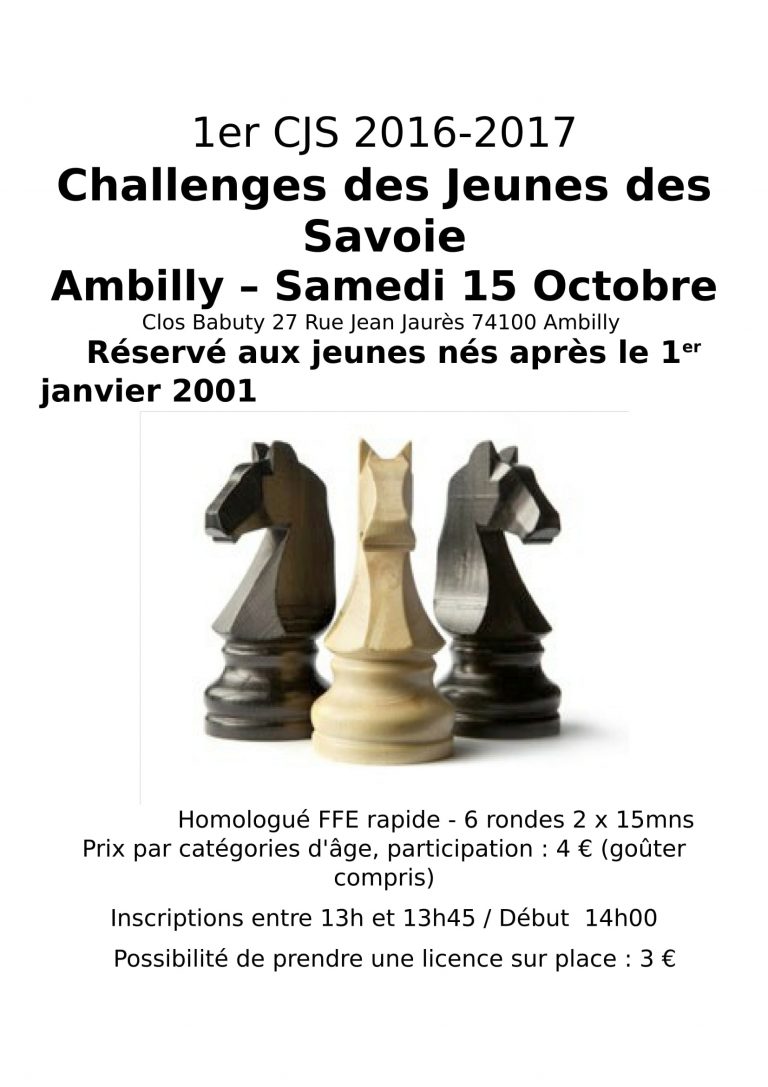 1er CJS 2016-2017
Challenges des Jeunes des
Savoie
Ambilly – Samedi 15 Octobre
Clos Babuty 27 Rue Jean Jaurès 74100 Ambilly
Réservé aux jeunes nés après le 1er
janvier 2001
Homologué FFE rapide - 6 rondes 2 x 15mns
Prix par catégories d'âge, participation : 4 € (goûter
compris)
Inscriptions entre 13h et 13h45 / Début  14h00
Possibilité de prendre une licence sur place : 3 €